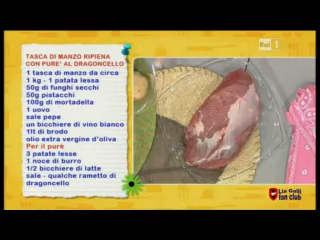 TASCA DI MANZO RIPIENA
CON PURE' AL DRAGONCELLO
1 tasca di manzo da circa
1 kg - 1 patata lessa
50g di funghi secchi
50g pistacchi
100g di mortadella
1 uovo
sale pepe
un bicchiere di vino bianco
1lt di brodo
olio extra vergine d'oliva
Per il purè
3 patate lesse
1 noce di burro
1/2 bicchiere di latte
sale - qualche rametto di
dragoncello
Rai 1
Lia Galli
fan club